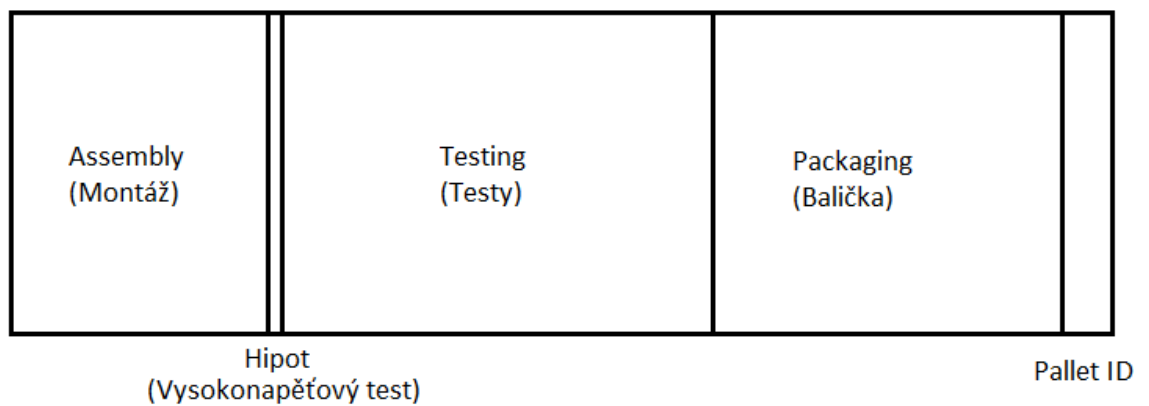 Assembly
(Montáž)
Testing
(Testy)
Packaging
(Balička)
Hipot
(Vysokonapěťový test)
Pallet ID